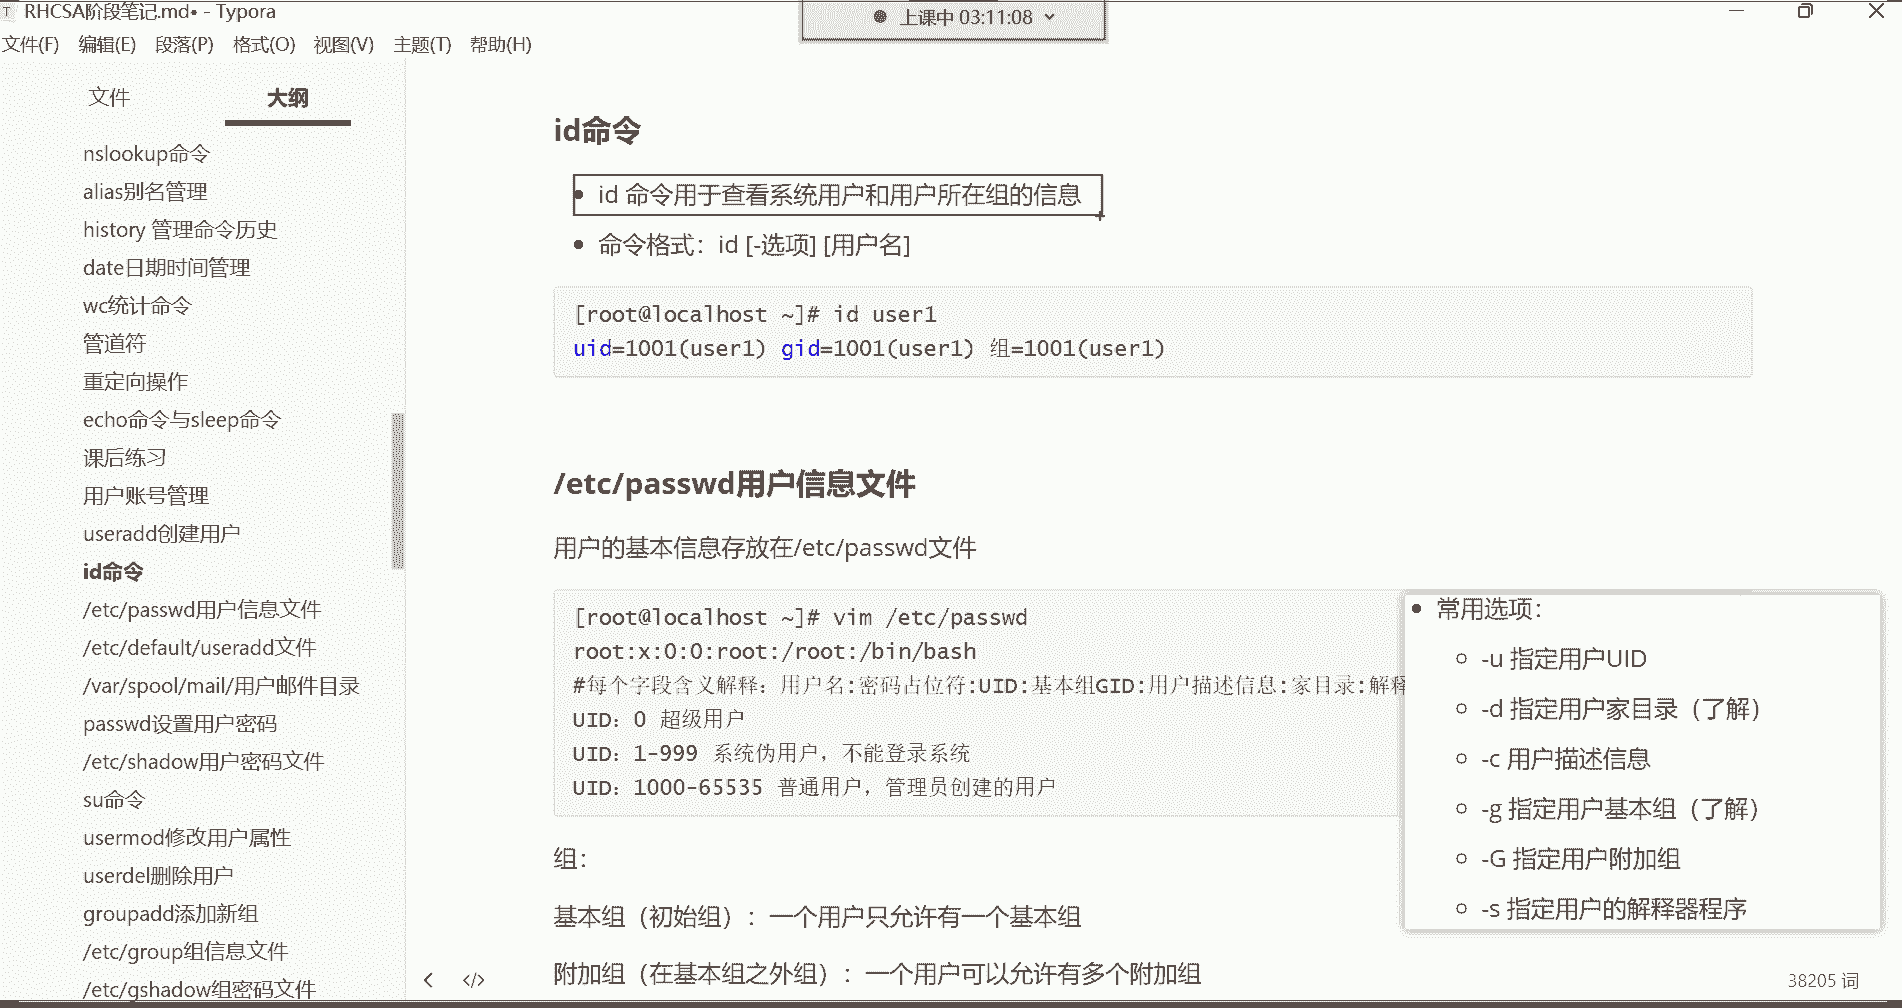 RHCSA阶段笔记.md• - Typora
上课中 03:11:08
文件(F) 编辑(E) 段落(P) 格式(O) 视图(V) 主题(T) 帮助(H)
文件 大纲
nslookup命令
alias别名管理
history 管理命令历史
date日期时间管理
wc统计命令
管道符
重定向操作
echo命令与sleep命令
课后练习
用户账号管理
useradd创建用户
id命令
/etc/passwd用户信息文件
/etc/default/useradd文件
/var/spool/mail/用户邮件目录
passwd设置用户密码
/etc/shadow用户密码文件
su命令
usermod修改用户属性
userdel删除用户
groupadd添加新组
/etc/group组信息文件
/etc/gshadow组密码文件
id命令
id 命令用于查看系统用户和用户所在组的信息
命令格式：id [-选项] [用户名]
[root@localhost ~]# id user1
uid=1001(user1) gid=1001(user1) 组=1001(user1)
/etc/passwd用户信息文件
用户的基本信息存放在/etc/passwd文件
[root@localhost ~]# vim /etc/passwd
root:x:0:0:root:/root:/bin/bash
#每个字段含义解释：用户名:密码占位符:UID:基本组GID:用户描述信息:家目录:解释
UID：0 超级用户
UID：1-999 系统伪用户，不能登录系统
UID：1000-65535 普通用户，管理员创建的用户
组：
基本组（初始组）：一个用户只允许有一个基本组
附加组（在基本组之外组）：一个用户可以允许有多个附加组
常用选项：
-u 指定用户UID
-d 指定用户家目录（了解）
-c 用户描述信息
-g 指定用户基本组（了解）
-G 指定用户附加组
-s 指定用户的解释器程序
38205 词